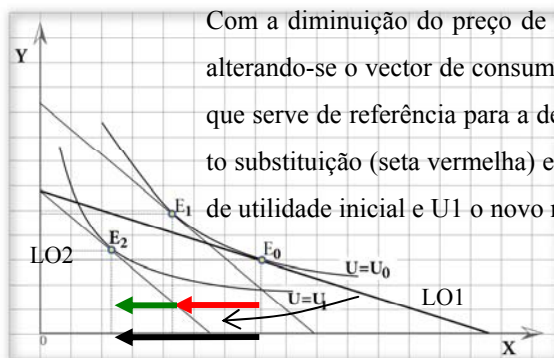 Com a diminuição do preço de
Y
alterando-se o vector de consum
que serve de referência para a de
to substituição (seta vermelha) e
E1 de utilidade inicial e U1 o novo
E2
E0
LO2
U=U0
U=U1
LO1
0
X